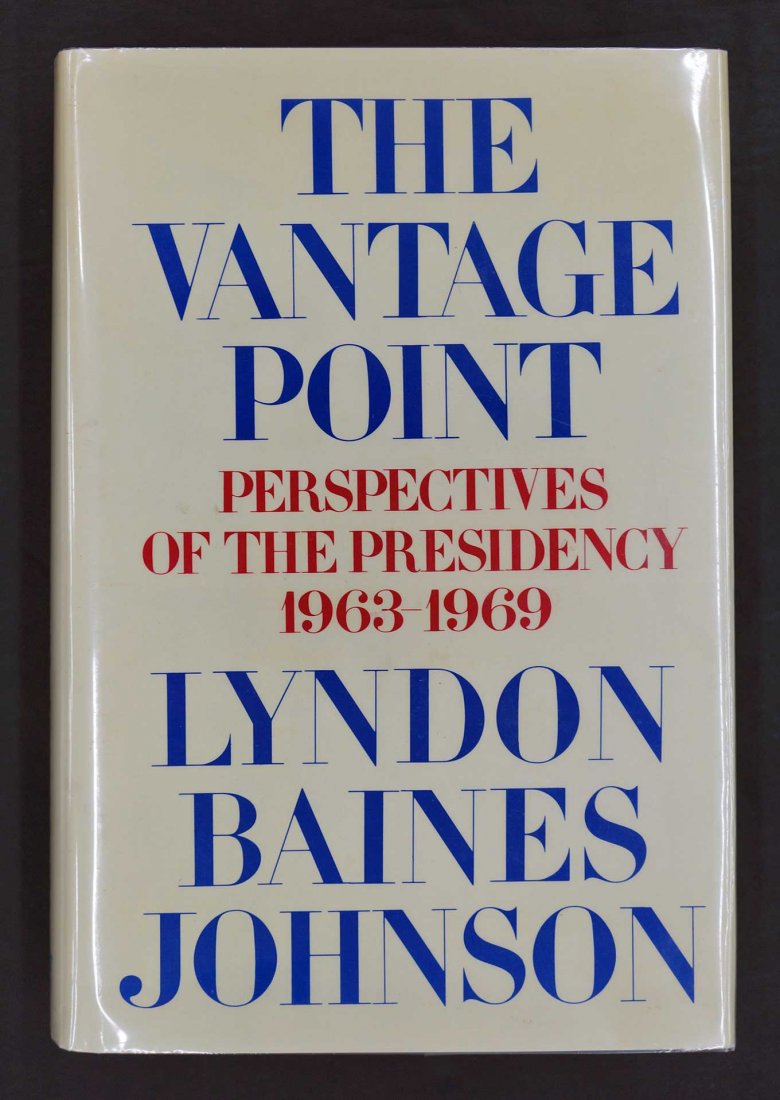 THE
VANTAGE
POINT
PERSPECTIVES
OF THE PRESIDENCY
1963–1969
LYNDON
BAINES
JOHNSON